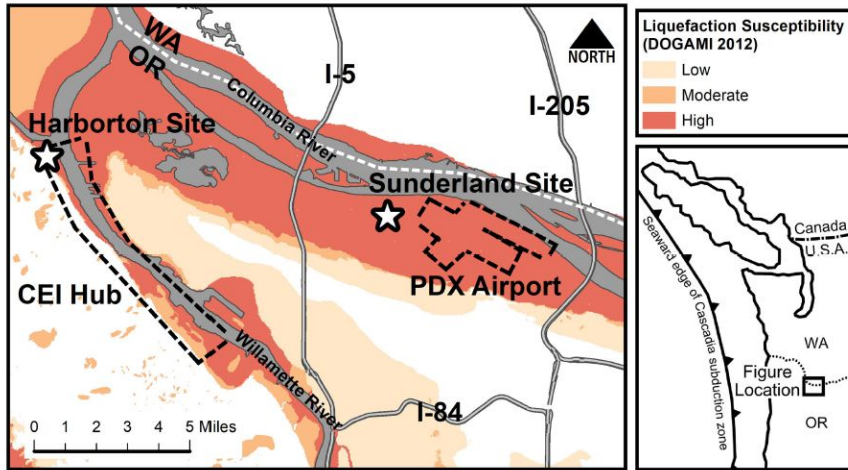 WA
OR
I-5
NORTH
Columbia River
I-205
Harborton Site
Sunderland Site
PDX Airport
CEI Hub
Willamette River
I-84
0 1 2 3 4 5 Miles
Liquefaction Susceptibility
(DOGAMI 2012)
Low
Moderate
High
Canada
U.S.A.
Seaward edge of Cascadia subduction zone
WA
Figure
Location
OR